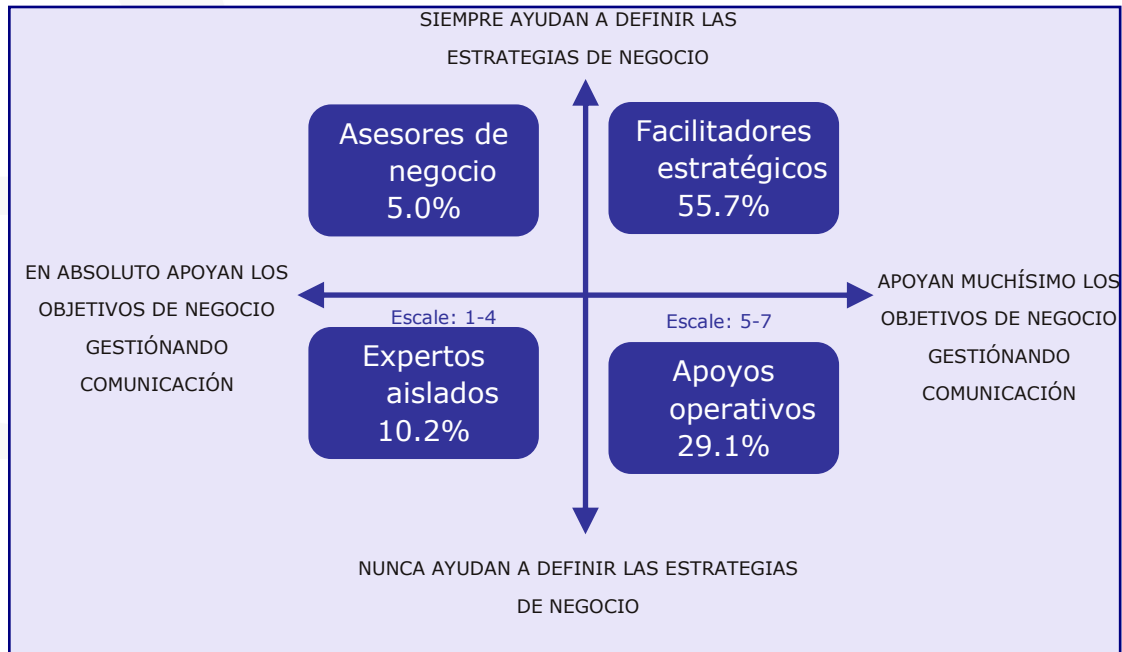 SIEMPRE AYUDAN A DEFINIR LAS
ESTRATEGIAS DE NEGOCIO
Asesores de
negocio
5.0%
Facilitadores
estratégicos
55.7%
EN ABSOLUTO APOYAN LOS
OBJETIVOS DE NEGOCIO
GESTIÓNANDO
COMUNICACIÓN
APOYAN MUCHÍSIMO LOS
OBJETIVOS DE NEGOCIO
GESTIÓNANDO
COMUNICACIÓN
Escale: 1-4
Escale: 5-7
Expertos
aislados
10.2%
Apoyos
operativos
29.1%
NUNCA AYUDAN A DEFINIR LAS ESTRATEGIAS
DE NEGOCIO